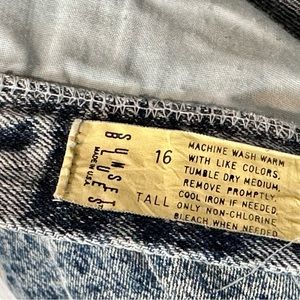 SUNSET
BLUES
MADE IN U.S.A.
16
TALL
MACHINE WASH WARM
WITH LIKE COLORS,
TUMBLE DRY MEDIUM,
REMOVE PROMPTLY,
COOL IRON IF NEEDED.
ONLY NON-CHLORINE
BLEACH WHEN NEEDED.